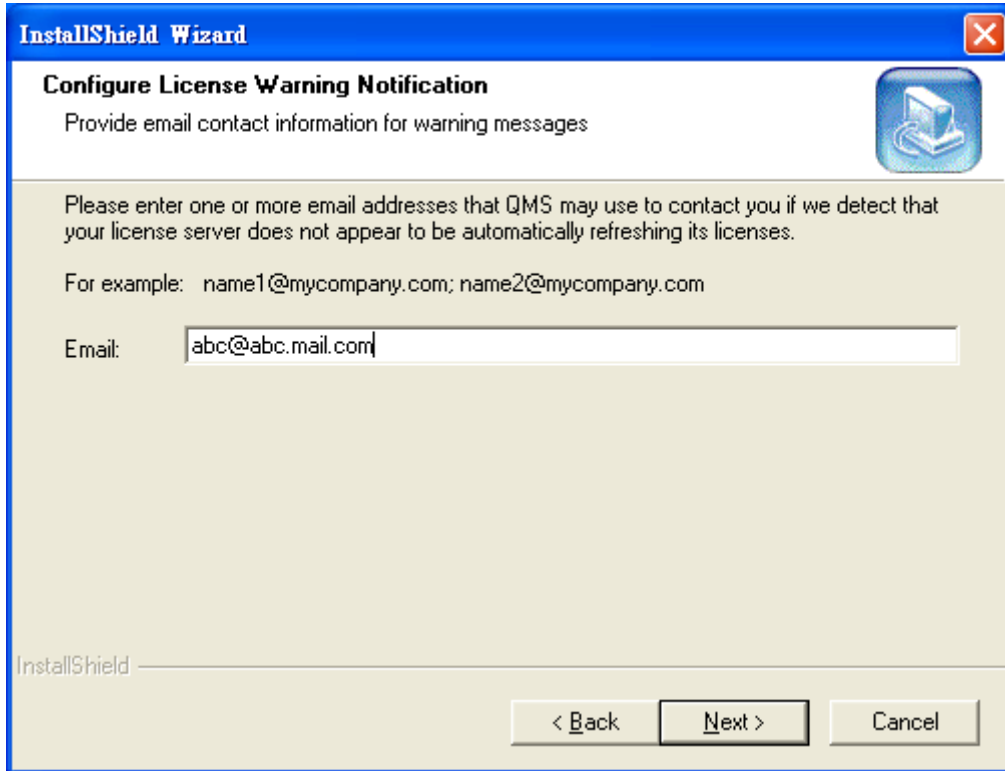 InstallShield Wizard
Configure License Warning Notification
Provide email contact information for warning messages
Please enter one or more email addresses that QMS may use to contact you if we detect that
your license server does not appear to be automatically refreshing its licenses.
For example: name1@mycompany.com; name2@mycompany.com
Email: abc@abc.mail.com
InstallShield
< Back Next > Cancel